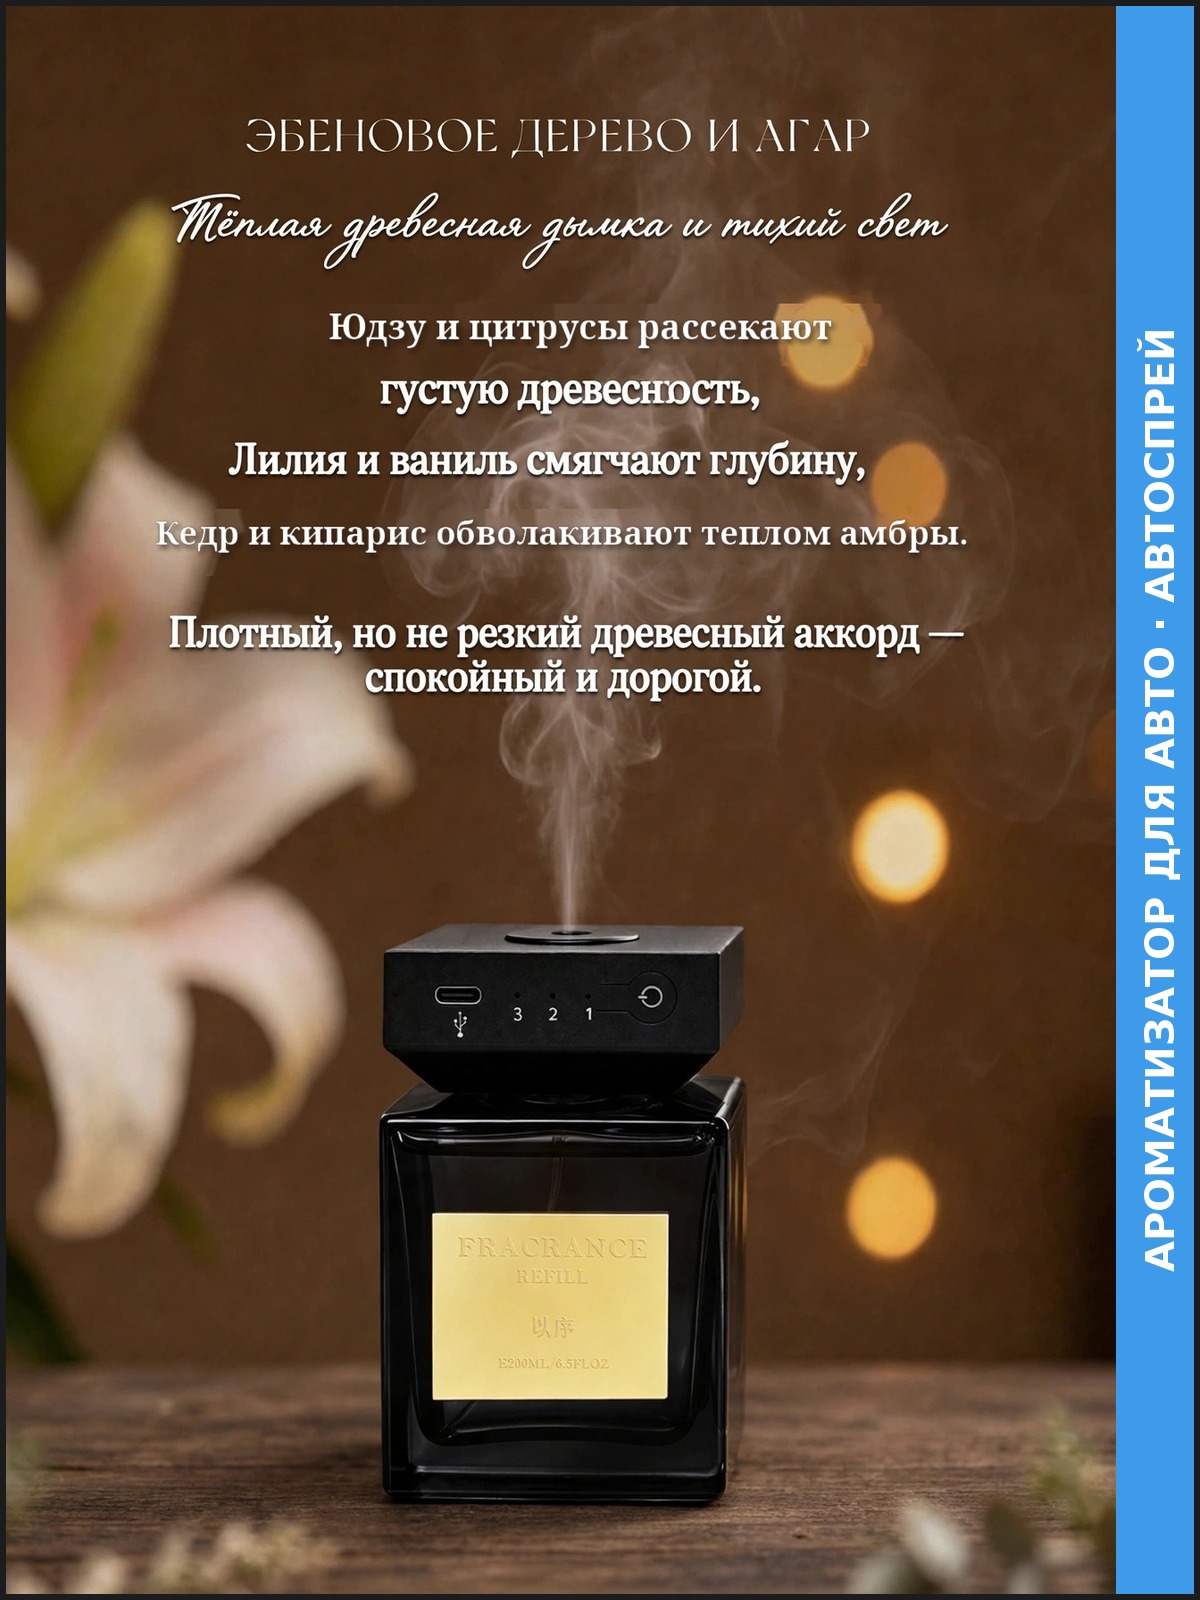 ЭБЕНОВОЕ ДЕРЕВО И АГАР
Тёплая древесная дымка и тихий свет
Юдзу и цитрусы рассекают
густую древесность,
Лилия и ваниль смягчают глубину,
Кедр и кипарис обволакивают теплом амбры.
Плотный, но не резкий древесный аккорд —
спокойный и дорогой.
3 2 1
FRAGRANCE
REFILL
以序
E200ML/6.5FLOZ
АРОМАТИЗАТОР ДЛЯ АВТО · АВТОСПРЕЙ